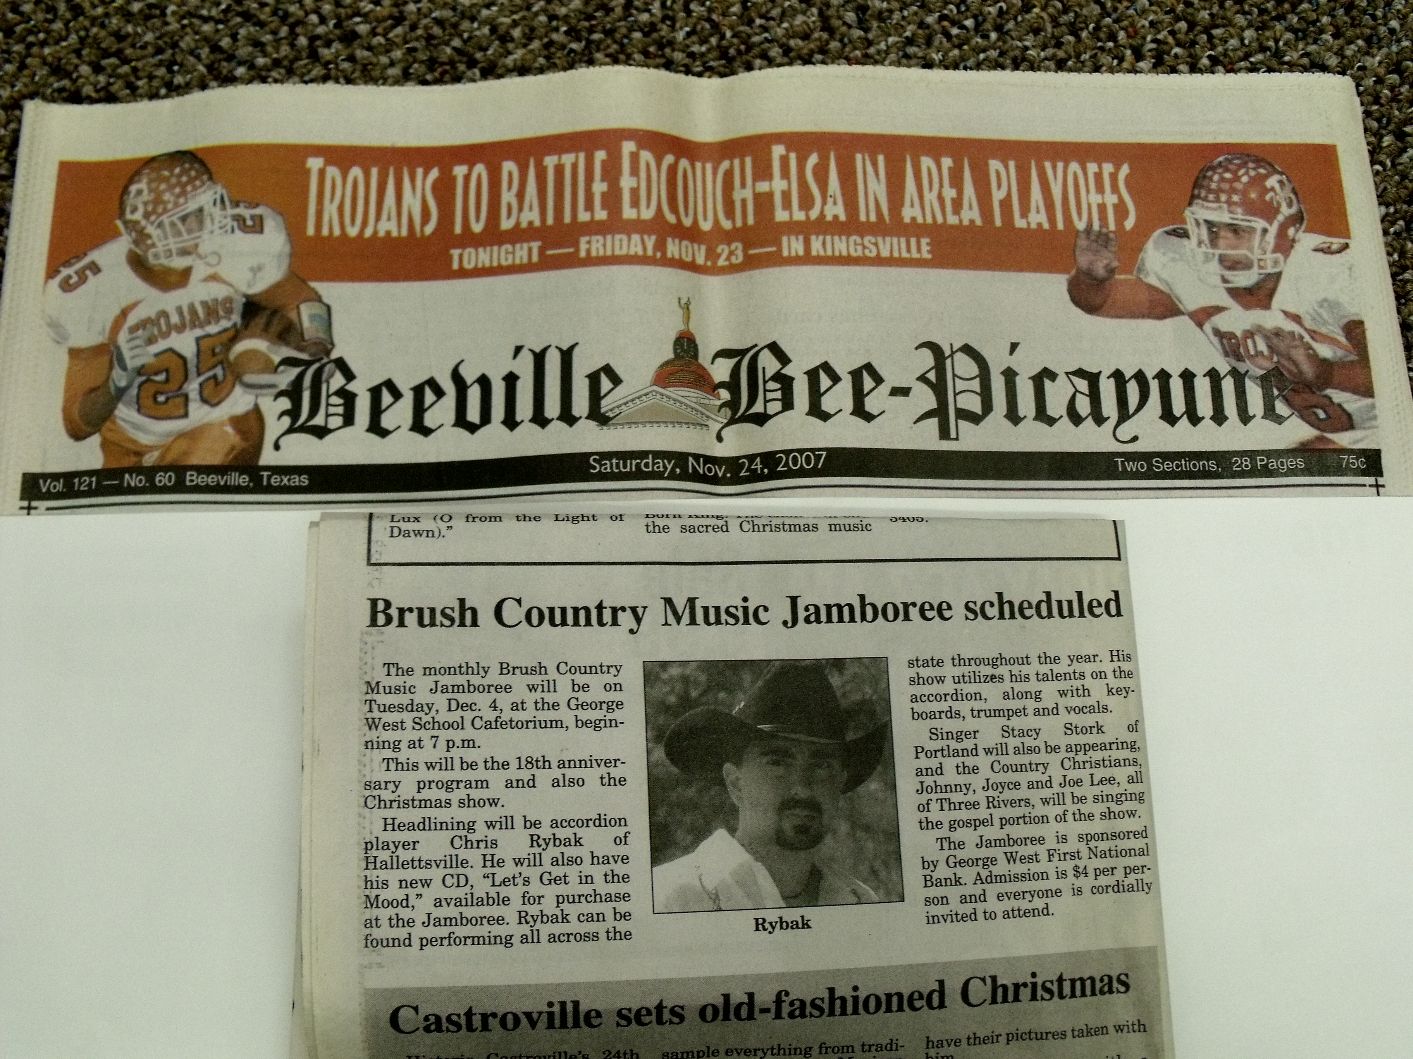 TROJANS TO BATTLE EDCOUCH-ELSA IN AREA PLAYOFFS
TONIGHT — FRIDAY, NOV. 23 — IN KINGSVILLE
25
TROJANS
25
Beeville Bee-Picayune
Vol. 121 — No. 60 Beeville, Texas
Saturday, Nov. 24, 2007
Two Sections, 28 Pages 75c
Lux (O from the Light of
Dawn)."
the sacred Christmas music
Brush Country Music Jamboree scheduled
The monthly Brush Country
Music Jamboree will be on
Tuesday, Dec. 4, at the George
West School Cafetorium, begin-
ning at 7 p.m.
This will be the 18th anniver-
sary program and also the
Christmas show.
Headlining will be accordion
player Chris Rybak of
Hallettsville. He will also have
his new CD, "Let's Get in the
Mood," available for purchase
at the Jamboree. Rybak can be
found performing all across the
Rybak
state throughout the year. His
show utilizes his talents on the
accordion, along with key-
boards, trumpet and vocals.
Singer Stacy Stork of
Portland will also be appearing,
and the Country Christians,
Johnny, Joyce and Joe Lee, all
of Three Rivers, will be singing
the gospel portion of the show.
The Jamboree is sponsored
by George West First National
Bank. Admission is $4 per per-
son and everyone is cordially
invited to attend.
Castroville sets old-fashioned Christmas
Historic Castroville's 24th
sample everything from tradi-
have their pictures taken with